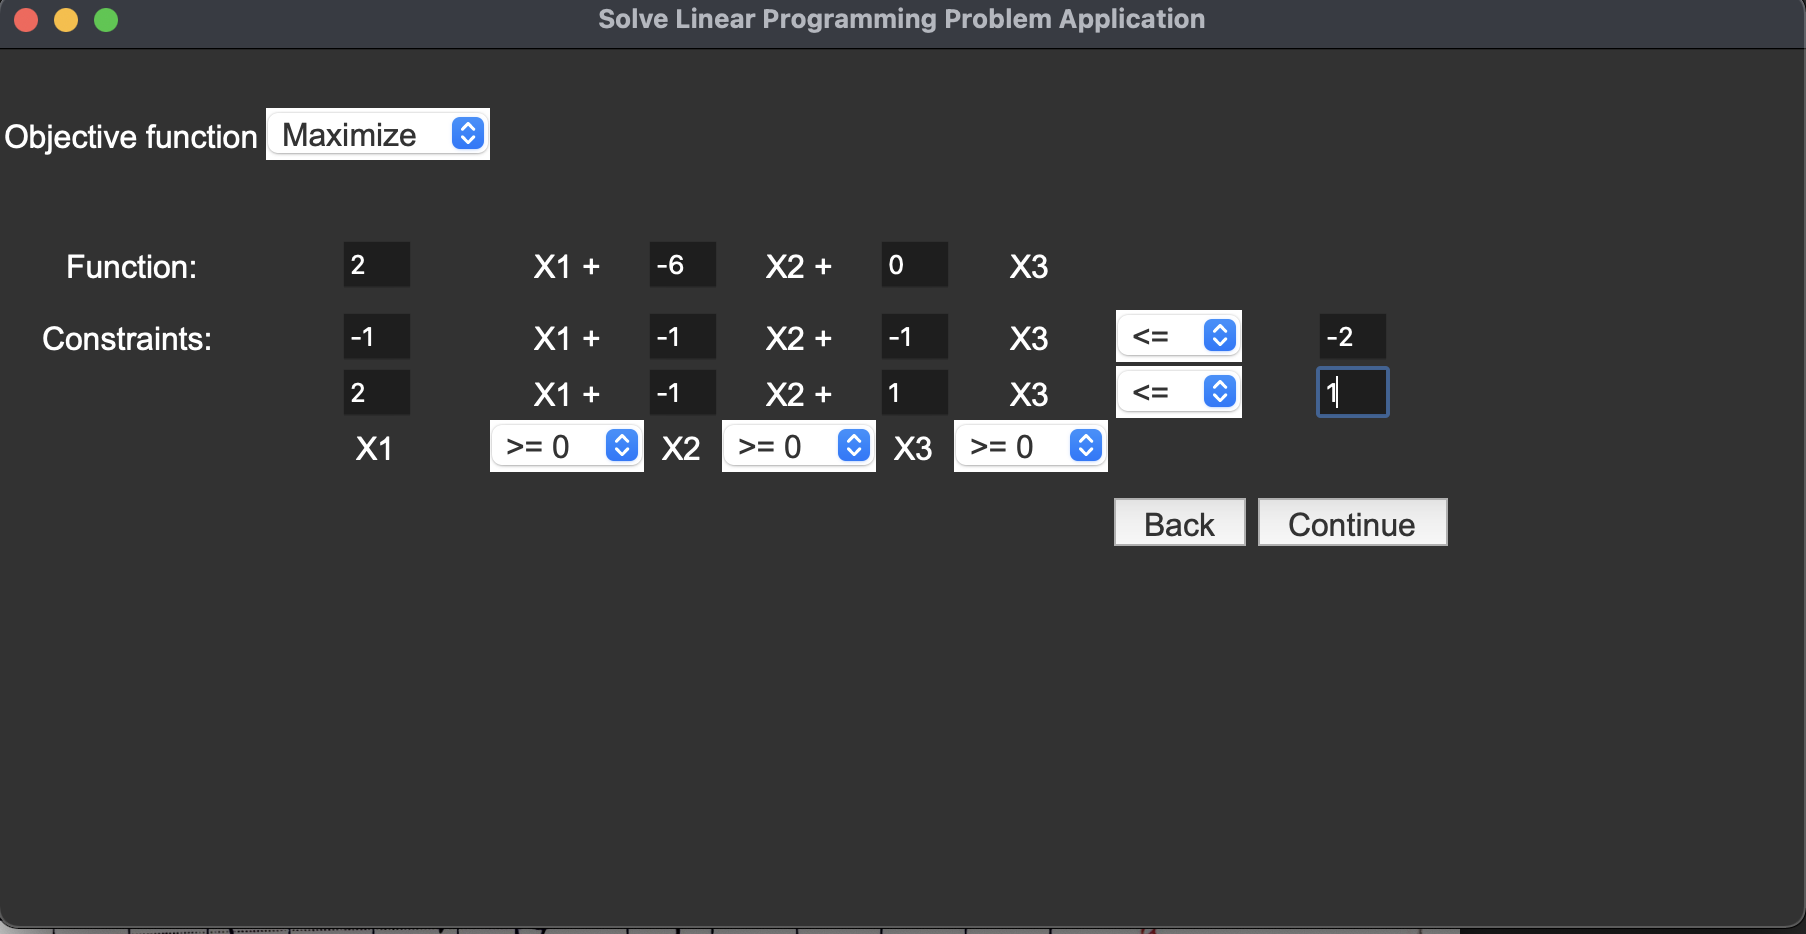 Solve Linear Programming Problem Application
Objective function Maximize
Function: 2 X1 + -6 X2 + 0 X3
Constraints: -1 X1 + -1 X2 + -1 X3 <= -2
2 X1 + -1 X2 + 1 X3 <= 1
X1 >= 0 X2 >= 0 X3 >= 0
Back Continue